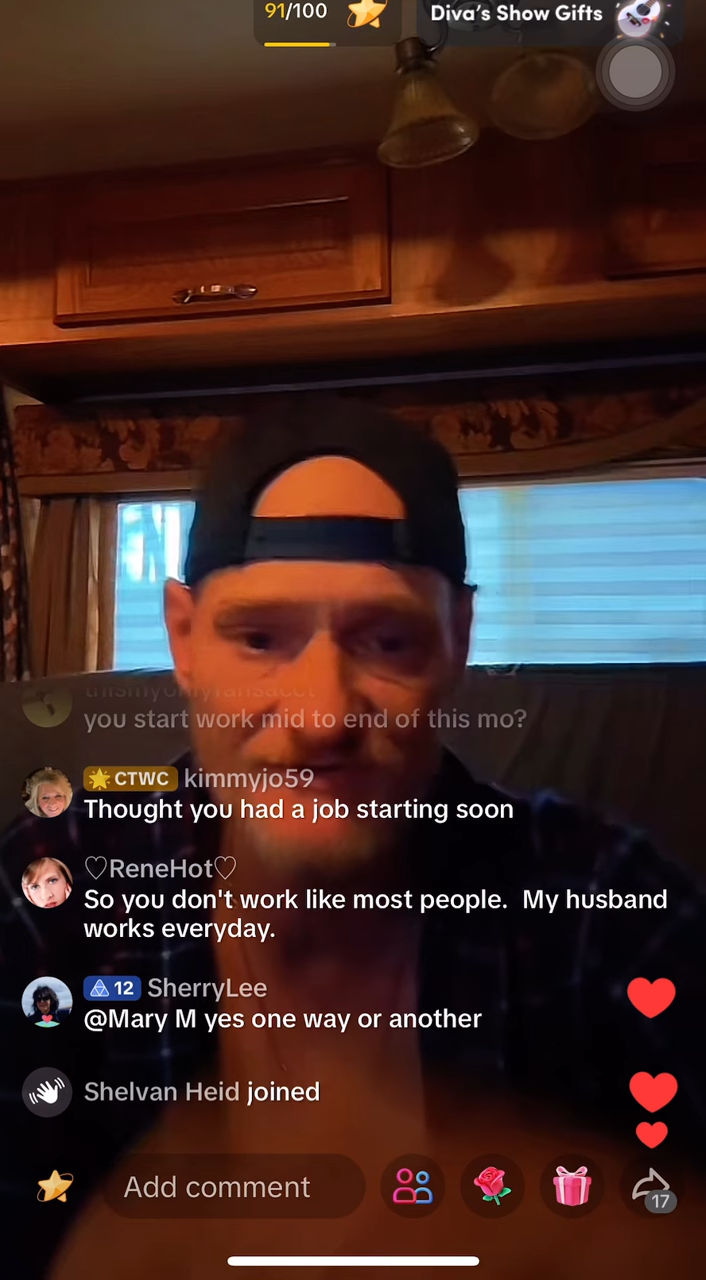 91/100
Diva's Show Gifts
thismyonlyfansacct
you start work mid to end of this mo?
CTWC kimmyjo59
Thought you had a job starting soon
♡ReneHot♡
So you don't work like most people. My husband
works everyday.
12 SherryLee
@Mary M yes one way or another
Shelvan Heid joined
Add comment
17